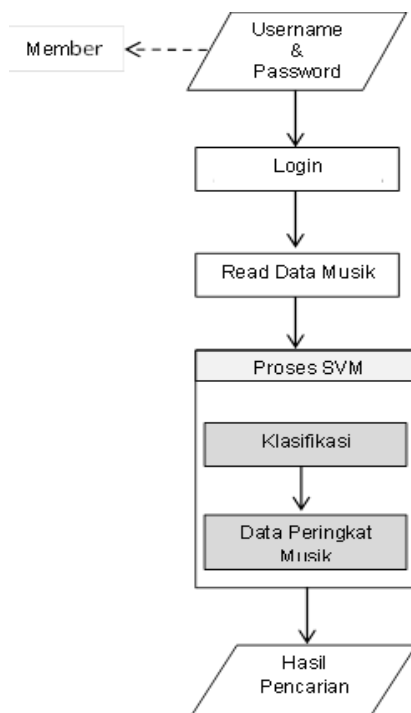 Username
&
Password
Member
Login
Read Data Musik
Proses SVM
Klasifikasi
Data Peringkat
Musik
Hasil
Pencarian